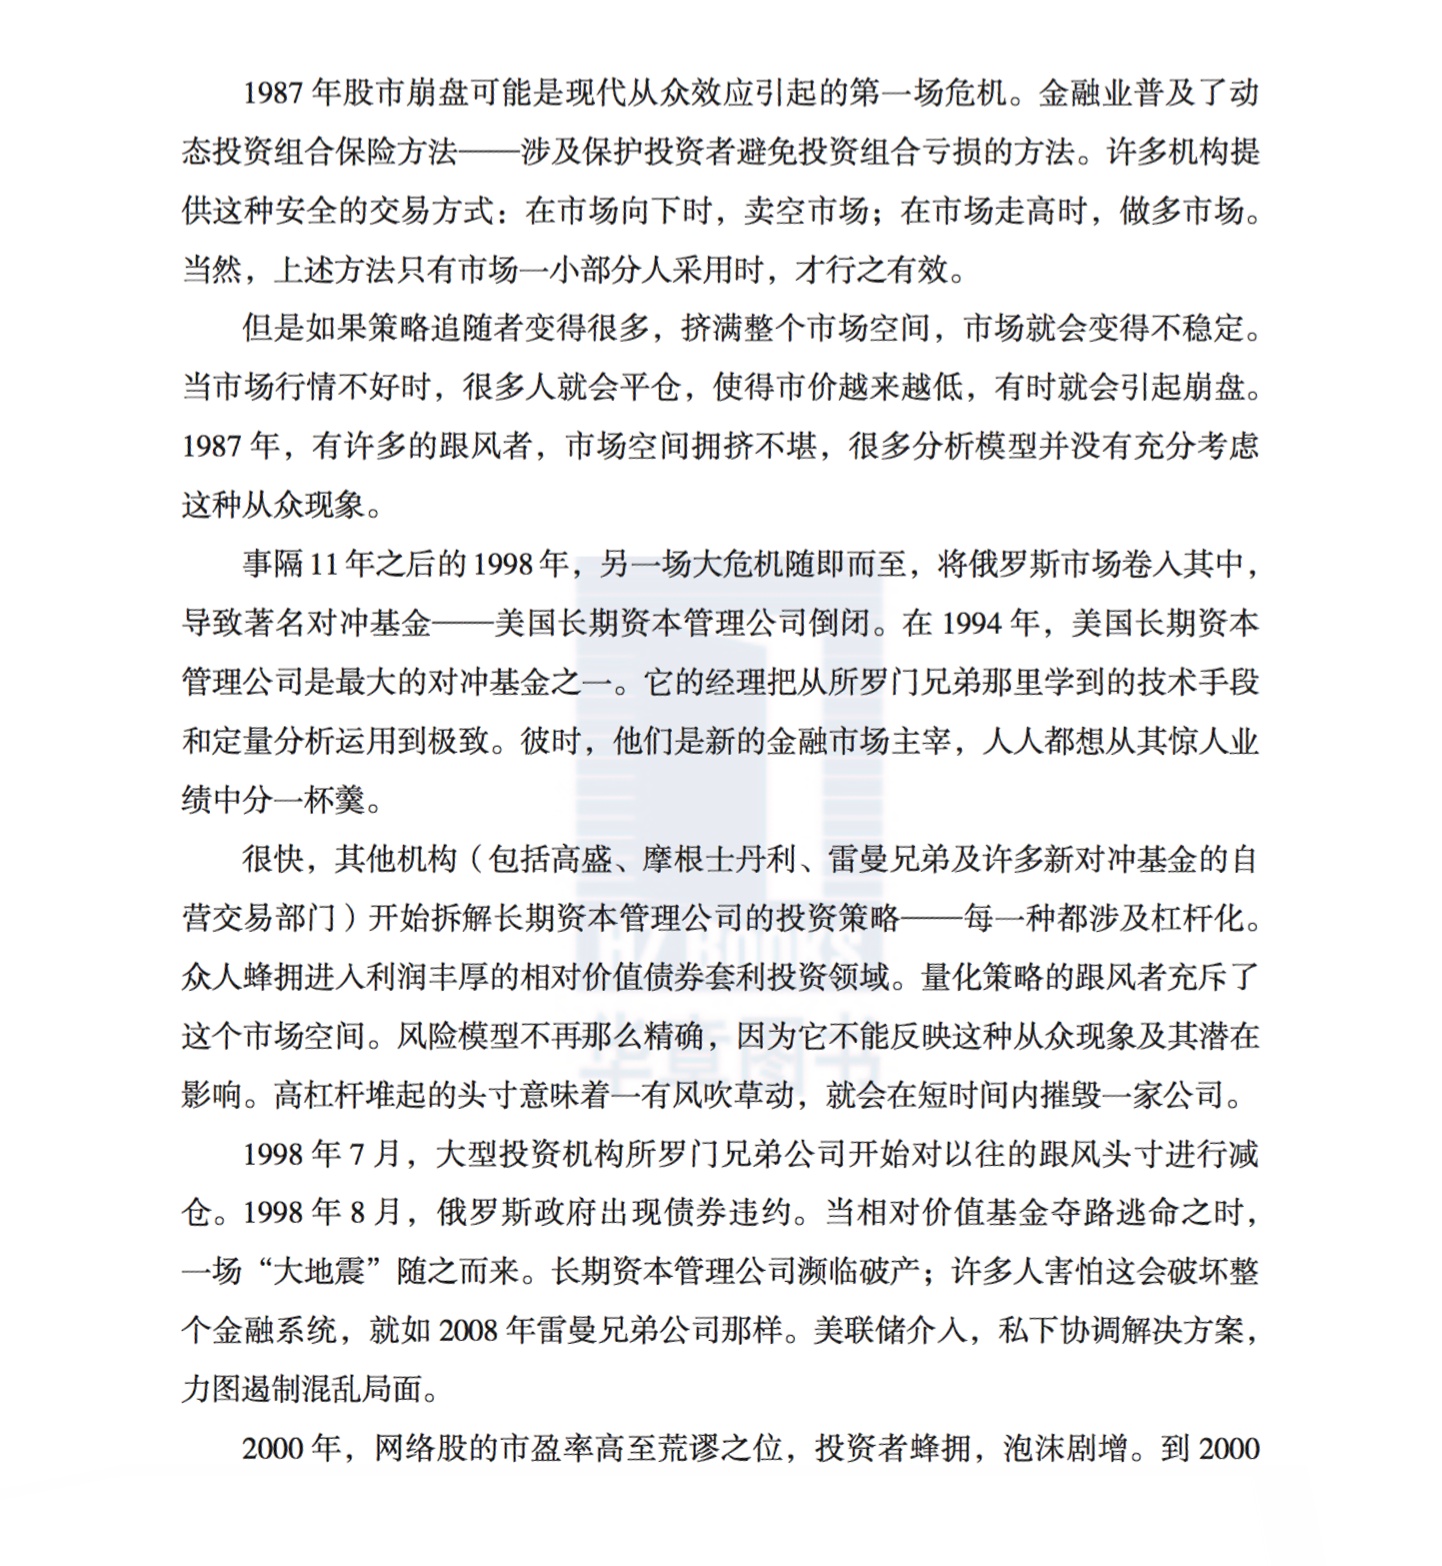 1987 年股市崩盘可能是现代从众效应引起的第一场危机。金融业普及了动
态投资组合保险方法——涉及保护投资者避免投资组合亏损的方法。许多机构提
供这种安全的交易方式：在市场向下时，卖空市场；在市场走高时，做多市场。
当然，上述方法只有市场一小部分人采用时，才行之有效。
但是如果策略追随者变得很多，挤满整个市场空间，市场就会变得不稳定。
当市场行情不好时，很多人就会平仓，使得市价越来越低，有时就会引起崩盘。
1987 年，有许多的跟风者，市场空间拥挤不堪，很多分析模型并没有充分考虑
这种从众现象。
事隔 11 年之后的 1998 年，另一场大危机随即而至，将俄罗斯市场卷入其中，
导致著名对冲基金——美国长期资本管理公司倒闭。在 1994 年，美国长期资本
管理公司是最大的对冲基金之一。它的经理把从所罗门兄弟那里学到的技术手段
和定量分析运用到极致。彼时，他们是新的金融市场主宰，人人都想从其惊人业
绩中分一杯羹。
很快，其他机构（包括高盛、摩根士丹利、雷曼兄弟及许多新对冲基金的自
营交易部门）开始拆解长期资本管理公司的投资策略——每一种都涉及杠杆化。
众人蜂拥进入利润丰厚的相对价值债券套利投资领域。量化策略的跟风者充斥了
这个市场空间。风险模型不再那么精确，因为它不能反映这种从众现象及其潜在
影响。高杠杆堆起的头寸意味着一有风吹草动，就会在短时间内摧毁一家公司。
1998 年 7 月，大型投资机构所罗门兄弟公司开始对以往的跟风头寸进行减
仓。1998 年 8 月，俄罗斯政府出现债券违约。当相对价值基金夺路逃命之时，
一场“大地震”随之而来。长期资本管理公司濒临破产；许多人害怕这会破坏整
个金融系统，就如 2008 年雷曼兄弟公司那样。美联储介入，私下协调解决方案，
力图遏制混乱局面。
2000 年，网络股的市盈率高至荒谬之位，投资者蜂拥，泡沫剧增。到 2000
HZ BOOKS
华章图书